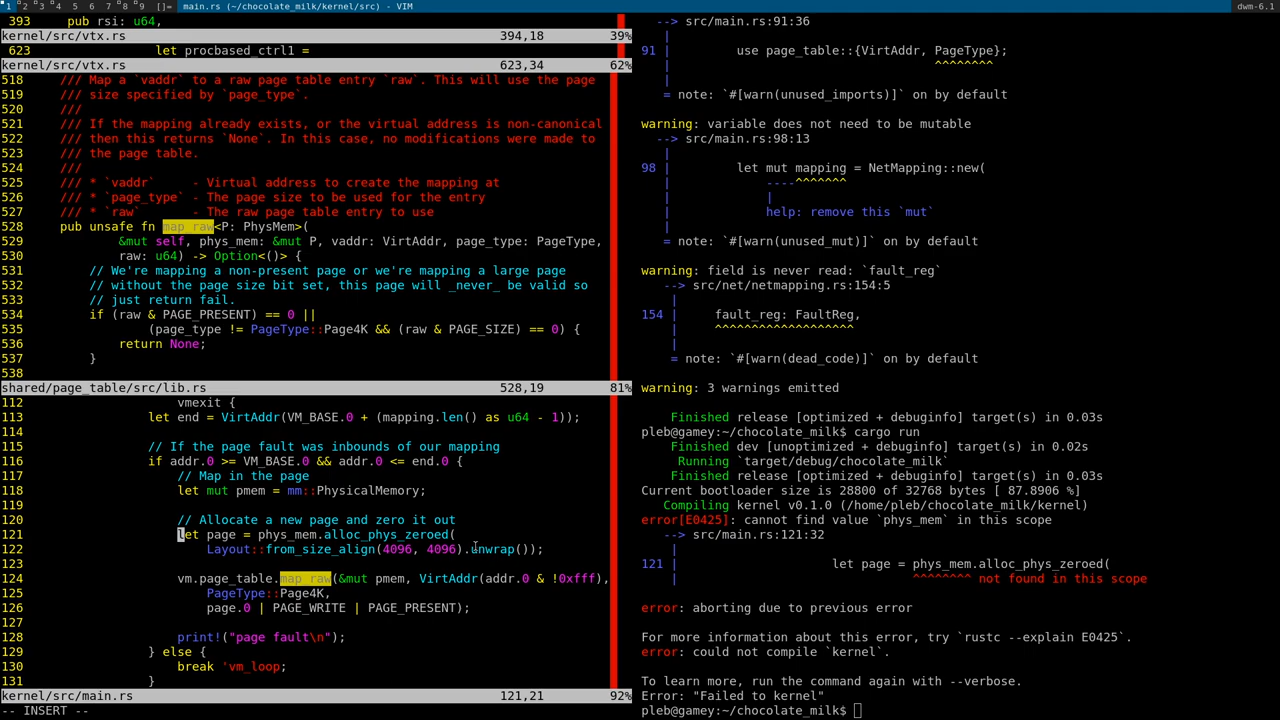 1 2 3 4 5 6 7 8 9 []= main.rs (~/chocolate_milk/kernel/src) - VIM dwm-6.1
393     pub rsi: u64,
kernel/src/vtx.rs 394,18 39%
623                 let procbased_ctrl1 =
kernel/src/vtx.rs 623,34 62%
518     /// Map a `vaddr` to a raw page table entry `raw`. This will use the page
519     /// size specified by `page_type`.
520     ///
521     /// If the mapping already exists, or the virtual address is non-canonical
522     /// then this returns `None`. In this case, no modifications were made to
523     /// the page table.
524     ///
525     /// * `vaddr`     - Virtual address to create the mapping at
526     /// * `page_type` - The page size to be used for the entry
527     /// * `raw`       - The raw page table entry to use
528     pub unsafe fn map_raw<P: PhysMem>(
529             &mut self, phys_mem: &mut P, vaddr: VirtAddr, page_type: PageType,
530             raw: u64) -> Option<()> {
531         // We're mapping a non-present page or we're mapping a large page
532         // without the page size bit set, this page will _never_ be valid so
533         // just return fail.
534         if (raw & PAGE_PRESENT) == 0 ||
535                 (page_type != PageType::Page4K && (raw & PAGE_SIZE) == 0) {
536             return None;
537         }
538
shared/page_table/src/lib.rs 528,19 81%
112                     vmexit {
113                 let end = VirtAddr(VM_BASE.0 + (mapping.len() as u64 - 1));
114
115                 // If the page fault was inbounds of our mapping
116                 if addr.0 >= VM_BASE.0 && addr.0 <= end.0 {
117                     // Map in the page
118                     let mut pmem = mm::PhysicalMemory;
119
120                     // Allocate a new page and zero it out
121                     let page = phys_mem.alloc_phys_zeroed(
122                         Layout::from_size_align(4096, 4096).unwrap());
123
124                     vm.page_table.map_raw(&mut pmem, VirtAddr(addr.0 & !0xfff),
125                         PageType::Page4K,
126                         page.0 | PAGE_WRITE | PAGE_PRESENT);
127
128                     print!("page fault\n");
129                 } else {
130                     break 'vm_loop;
131                 }
kernel/src/main.rs 121,21 92%
-- INSERT --
--> src/main.rs:91:36
|
91 |         use page_table::{VirtAddr, PageType};
|                                    ^^^^^^^^
|
= note: `#[warn(unused_imports)]` on by default
warning: variable does not need to be mutable
--> src/main.rs:98:13
|
98 |         let mut mapping = NetMapping::new(
|             ----^^^^^^^
|             |
|             help: remove this `mut`
|
= note: `#[warn(unused_mut)]` on by default
warning: field is never read: `fault_reg`
--> src/net/netmapping.rs:154:5
|
154 |     fault_reg: FaultReg,
|     ^^^^^^^^^^^^^^^^^^^
|
= note: `#[warn(dead_code)]` on by default
warning: 3 warnings emitted
Finished release [optimized + debuginfo] target(s) in 0.03s
pleb@gamey:~/chocolate_milk$ cargo run
Finished dev [unoptimized + debuginfo] target(s) in 0.02s
Running `target/debug/chocolate_milk`
Finished release [optimized + debuginfo] target(s) in 0.03s
Current bootloader size is 28800 of 32768 bytes [ 87.8906 %]
Compiling kernel v0.1.0 (/home/pleb/chocolate_milk/kernel)
error[E0425]: cannot find value `phys_mem` in this scope
--> src/main.rs:121:32
|
121 |                     let page = phys_mem.alloc_phys_zeroed(
|                                ^^^^^^^^ not found in this scope
error: aborting due to previous error
For more information about this error, try `rustc --explain E0425`.
error: could not compile `kernel`.
To learn more, run the command again with --verbose.
Error: "Failed to kernel"
pleb@gamey:~/chocolate_milk$